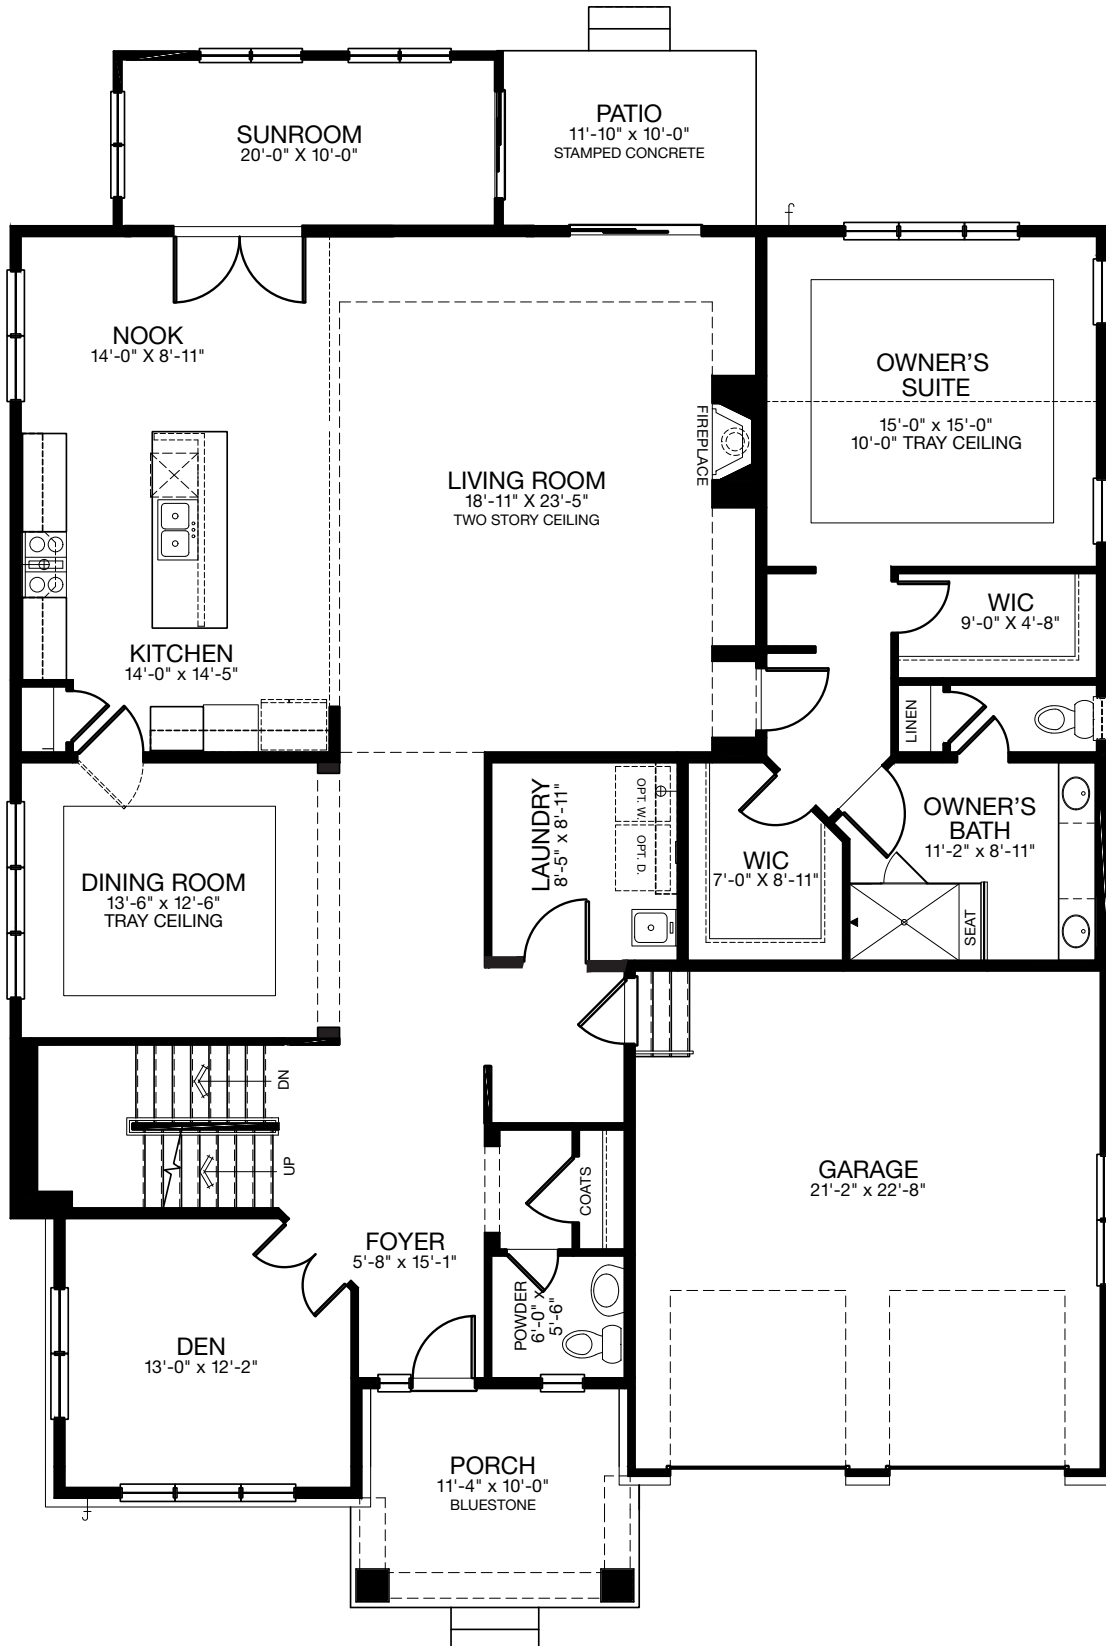 SUNROOM
20'-0" X 10'-0"
PATIO
11'-10" x 10'-0"
STAMPED CONCRETE
NOOK
14'-0" X 8'-11"
OWNER'S
SUITE
15'-0" x 15'-0"
10'-0" TRAY CEILING
FIREPLACE
LIVING ROOM
18'-11" X 23'-5"
TWO STORY CEILING
WIC
9'-0" X 4'-8"
KITCHEN
14'-0" x 14'-5"
LINEN
LAUNDRY
8'-5" x 8'-11"
OPT. W.
OPT. D.
OWNER'S
BATH
11'-2" x 8'-11"
WIC
7'-0" X 8'-11"
SEAT
DINING ROOM
13'-6" x 12'-6"
TRAY CEILING
DN
UP
COATS
GARAGE
21'-2" x 22'-8"
FOYER
5'-8" x 15'-1"
POWDER
6'-0" x
5'-6"
DEN
13'-0" x 12'-2"
PORCH
11'-4" x 10'-0"
BLUESTONE